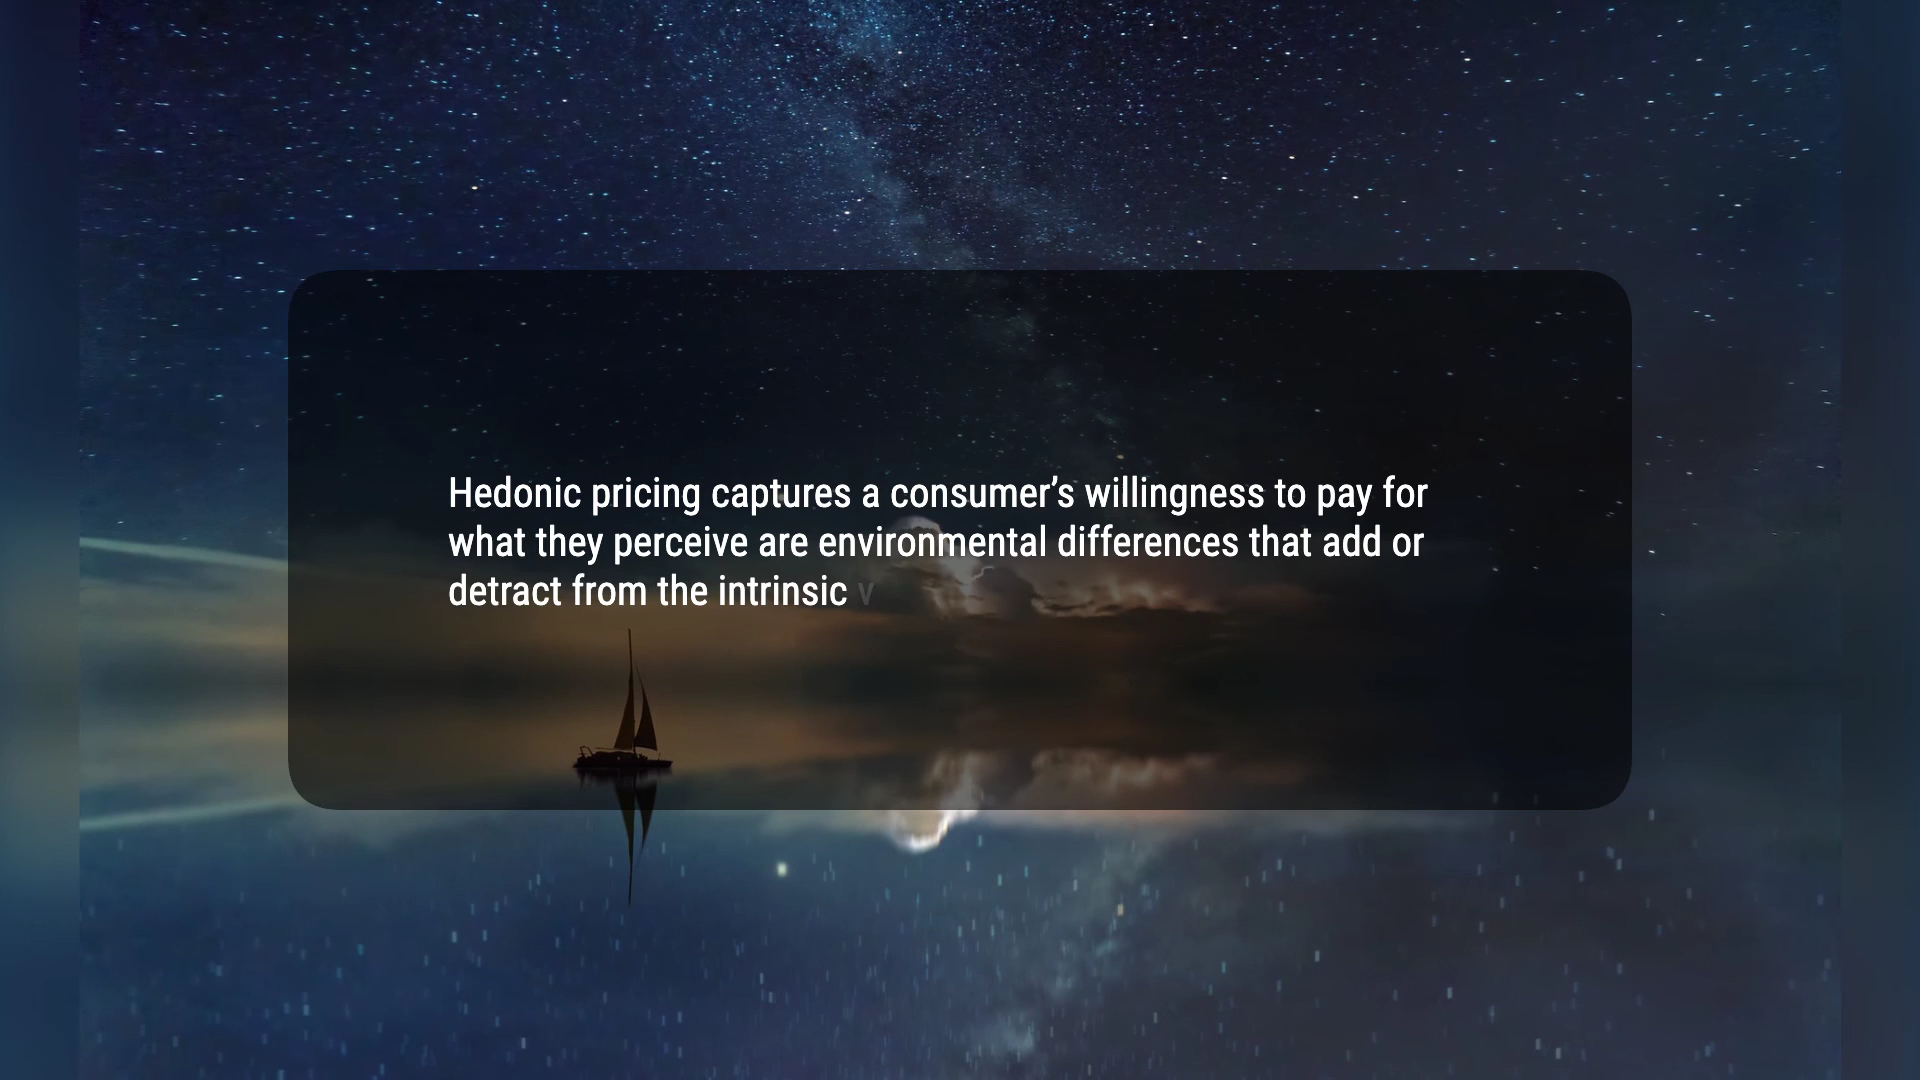 Hedonic pricing captures a consumer’s willingness to pay for
what they perceive are environmental differences that add or
detract from the intrinsic v